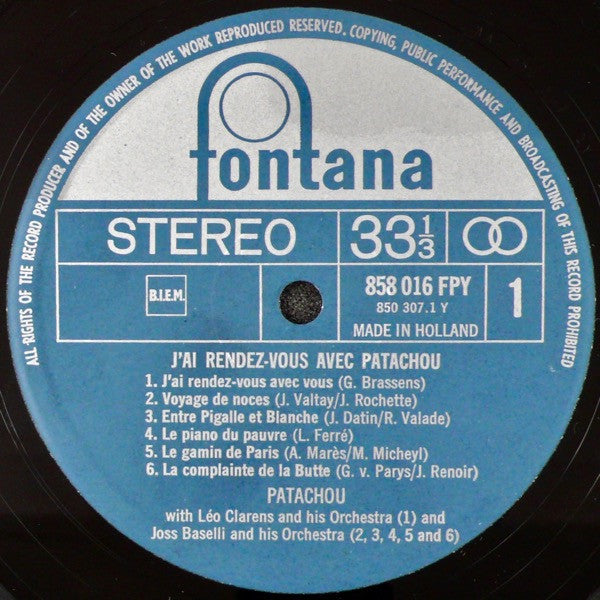 ALL RIGHTS OF THE RECORD PRODUCER AND OF THE OWNER OF THE WORK REPRODUCED RESERVED. COPYING, PUBLIC PERFORMANCE AND BROADCASTING OF THIS RECORD PROHIBITED
fontana
STEREO 33 1/3
B.I.E.M. 858 016 FPY 1
850 307.1 Y
MADE IN HOLLAND
J'AI RENDEZ-VOUS AVEC PATACHOU
1. J'ai rendez-vous avec vous (G. Brassens)
2. Voyage de noces (J. Valtay/J. Rochette)
3. Entre Pigalle et Blanche (J. Datin/R. Valade)
4. Le piano du pauvre (L. Ferré)
5. Le gamin de Paris (A. Marès/M. Micheyl)
6. La complainte de la Butte (G. v. Parys/J. Renoir)
PATACHOU
with Léo Clarens and his Orchestra (1) and
Joss Baselli and his Orchestra (2, 3, 4, 5 and 6)